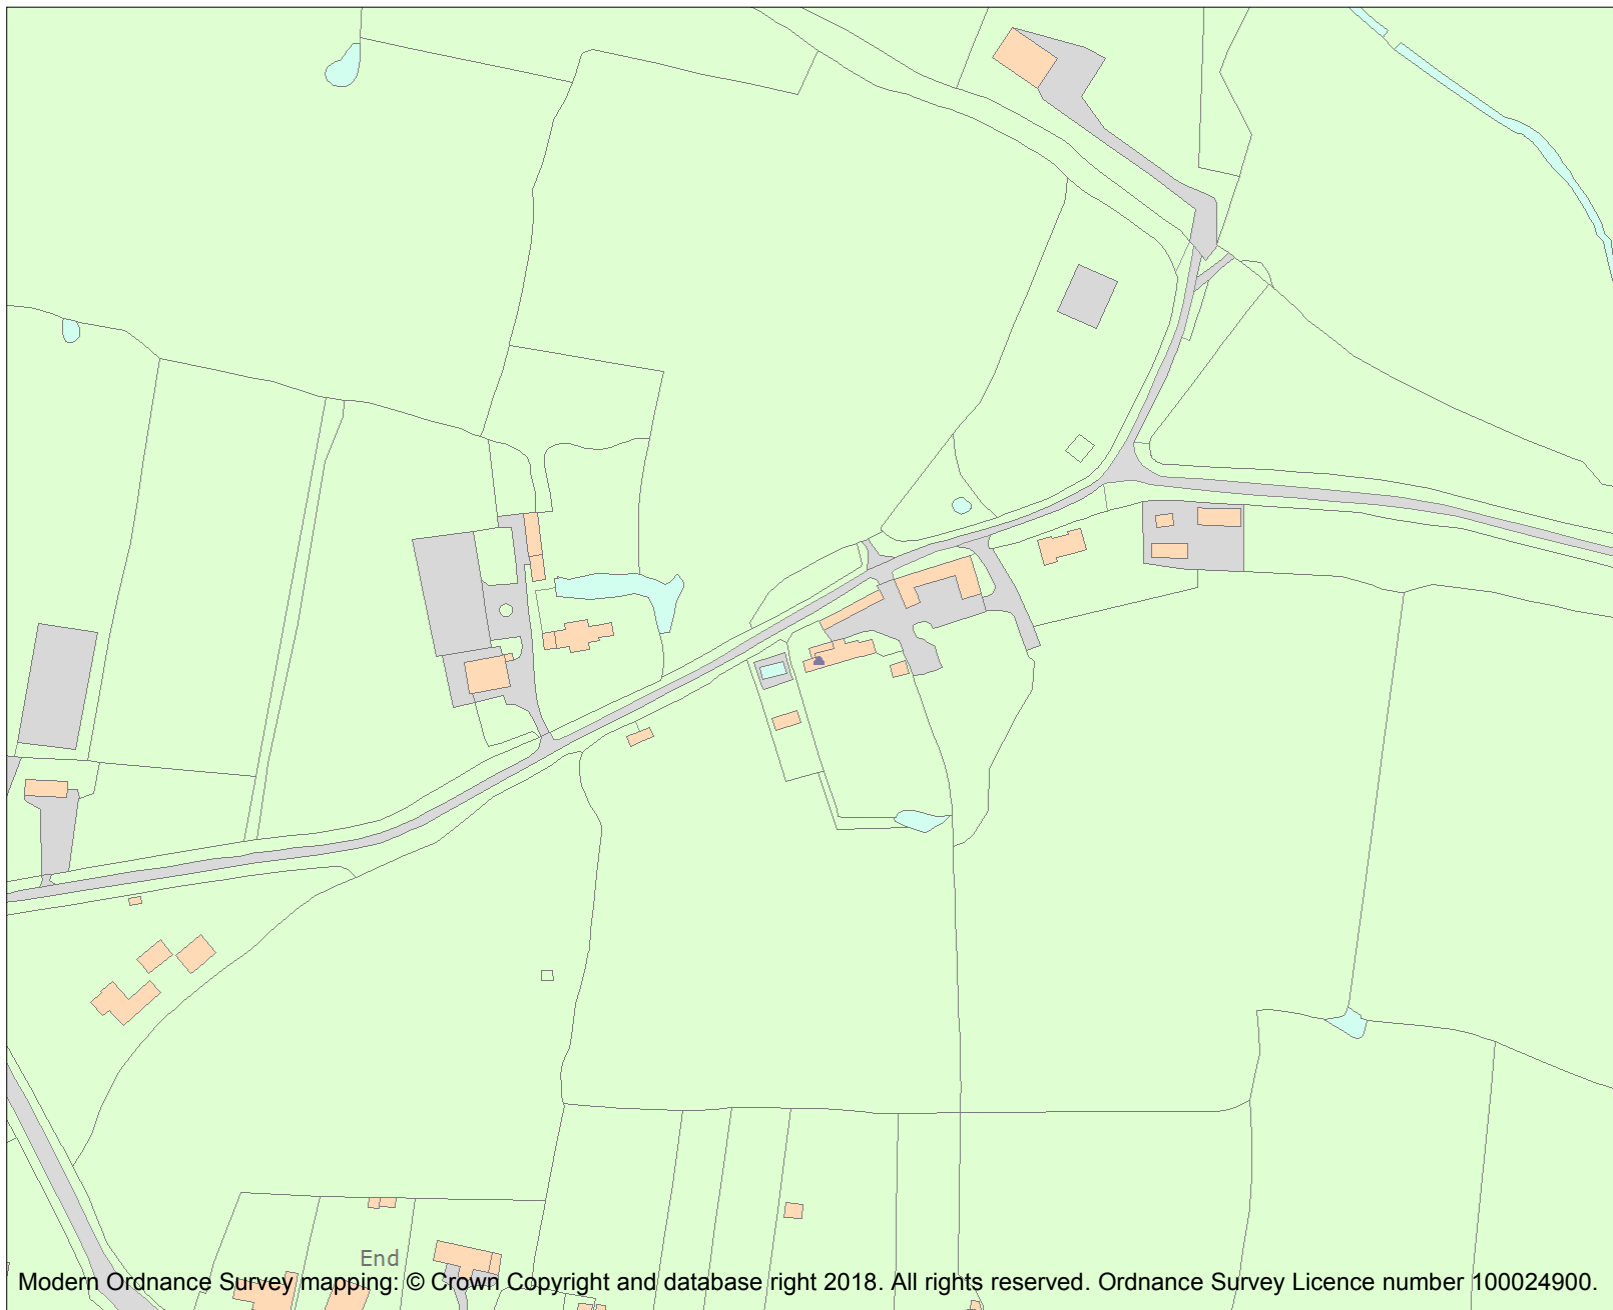 End
Modern Ordnance Survey mapping: © Crown Copyright and database right 2018. All rights reserved. Ordnance Survey Licence number 100024900.